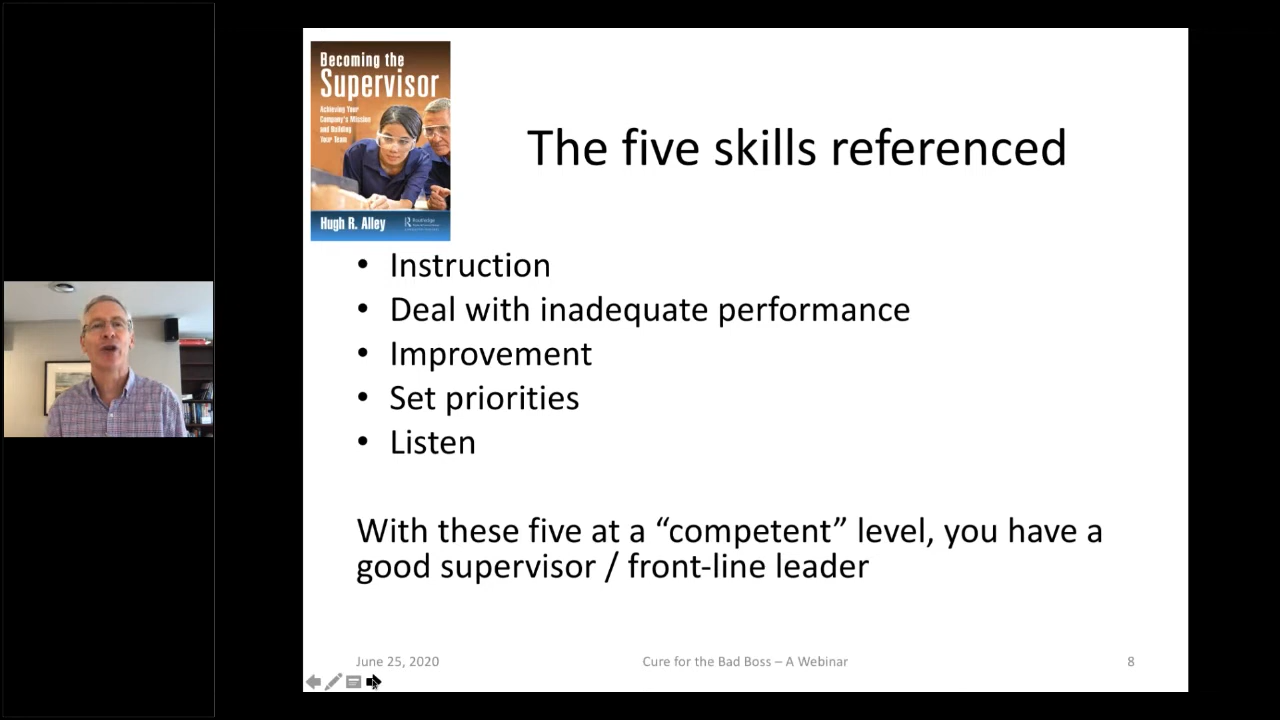 Becoming the
Supervisor
Achieving Your
Company's Mission
and Building
Your Team
Hugh R. Alley
Routledge
The five skills referenced
• Instruction
• Deal with inadequate performance
• Improvement
• Set priorities
• Listen
With these five at a “competent” level, you have a
good supervisor / front-line leader
June 25, 2020
Cure for the Bad Boss – A Webinar
8